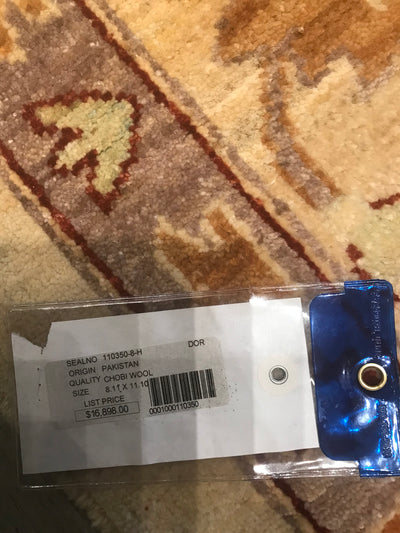 SEALNO 110350-8-H DOR
ORIGIN PAKISTAN
QUALITY CHOBI WOOL
SIZE 8.11 X 11.10
LIST PRICE
$16,898.00
0001000110350